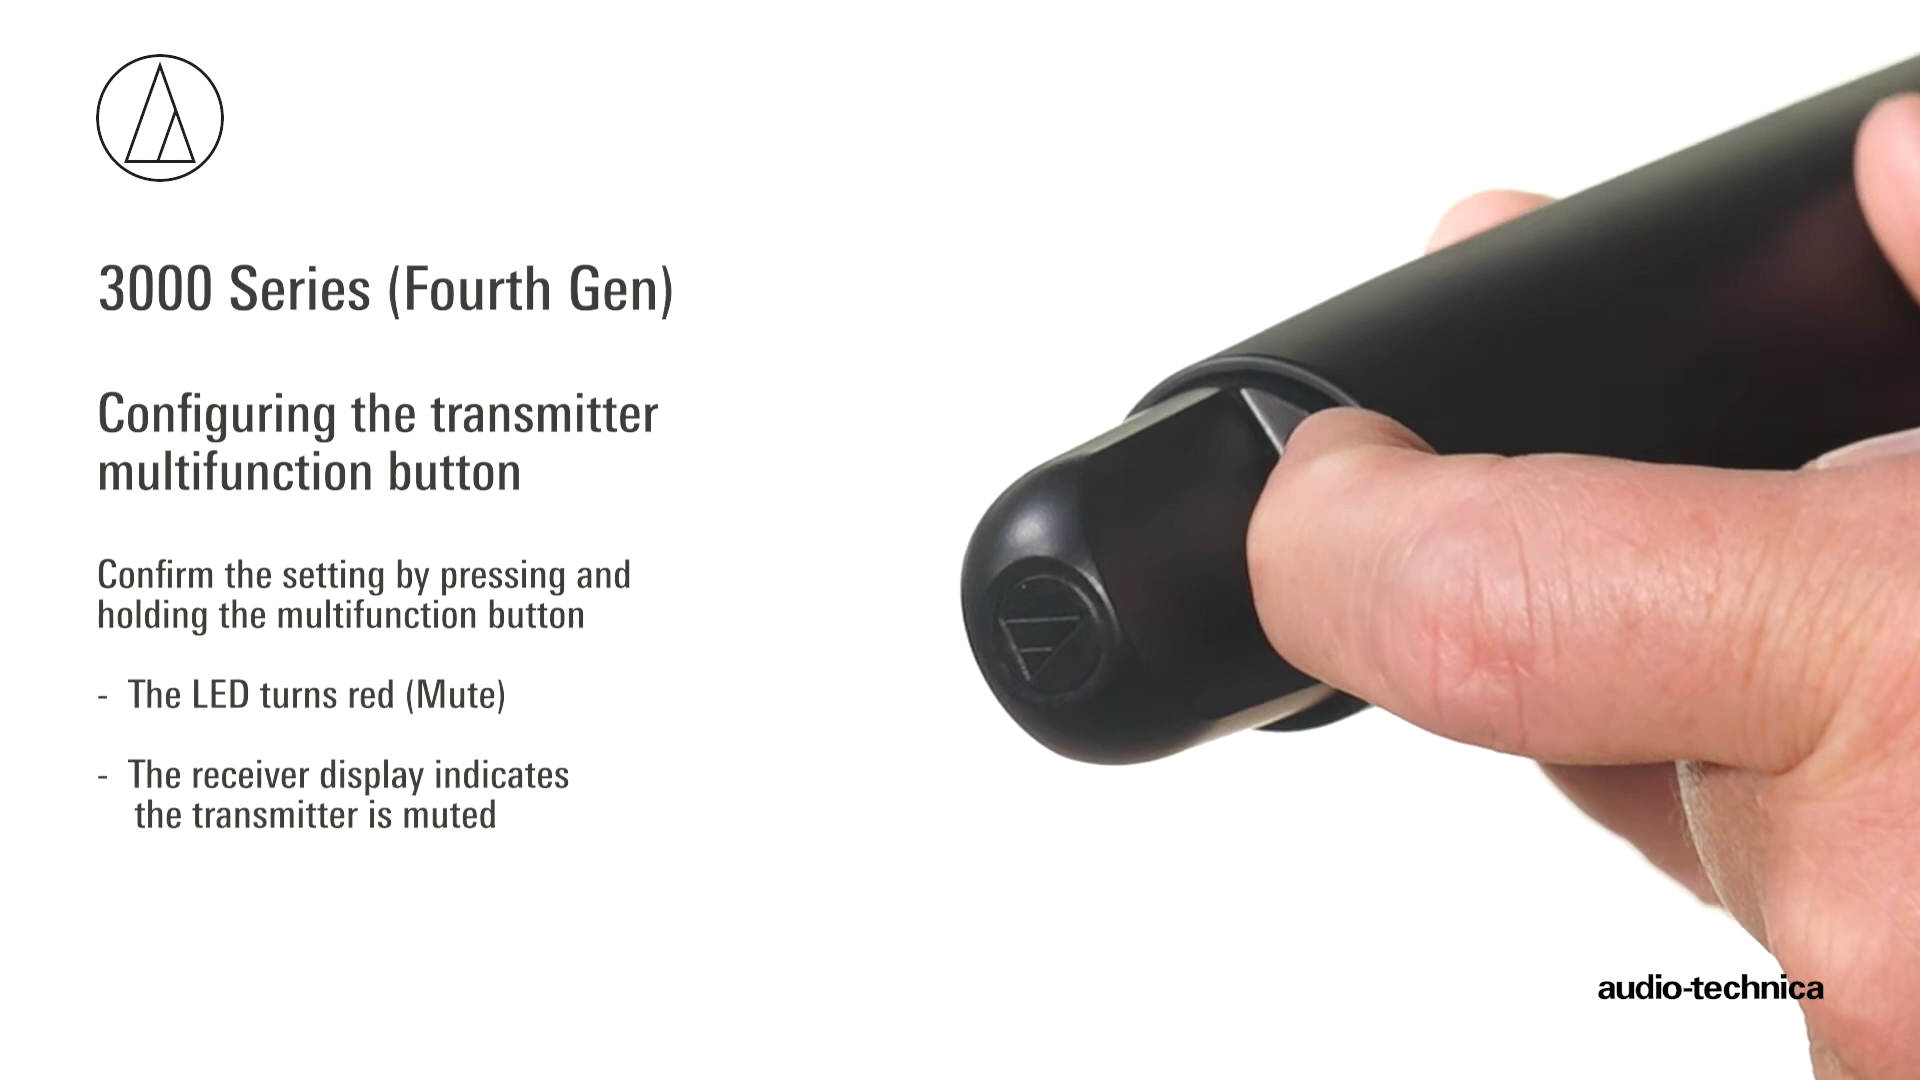 3000 Series (Fourth Gen)
Configuring the transmitter
multifunction button
Confirm the setting by pressing and
holding the multifunction button
- The LED turns red (Mute)
- The receiver display indicates
the transmitter is muted
audio-technica